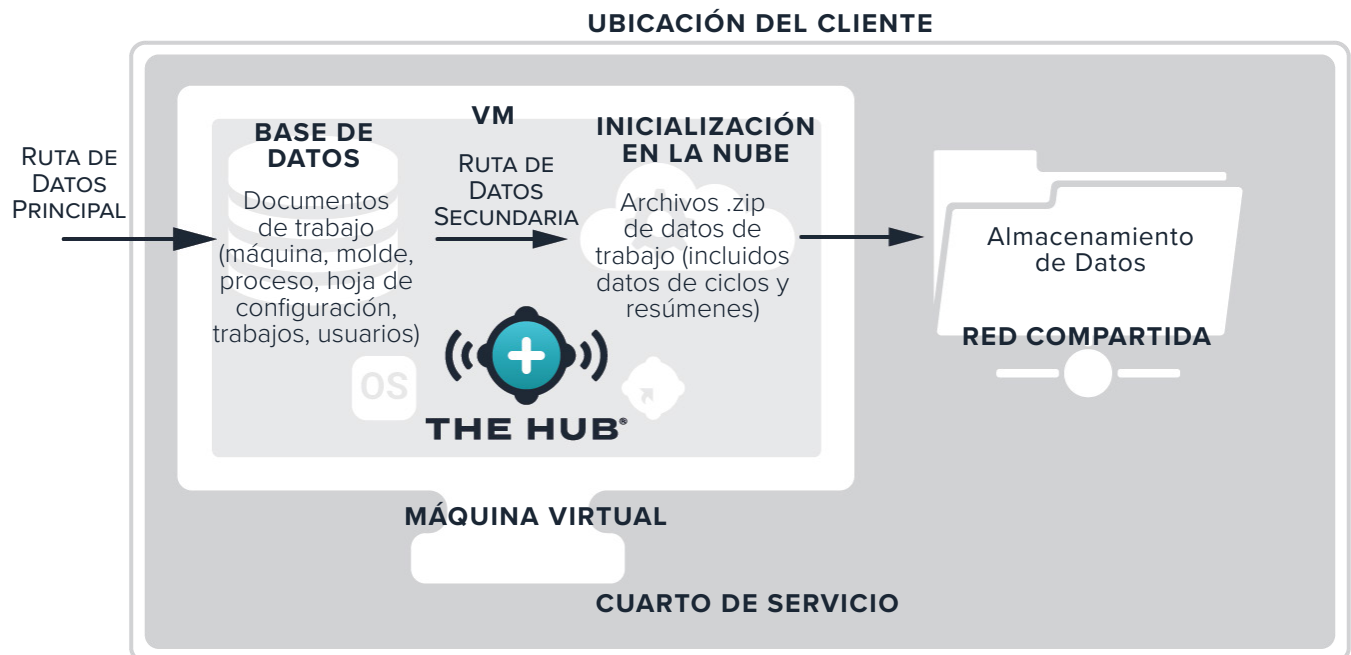 UBICACIÓN DEL CLIENTE
VM
BASE DE
DATOS
INICIALIZACIÓN
EN LA NUBE
RUTA DE
DATOS
PRINCIPAL
RUTA DE
DATOS
SECUNDARIA
Documentos
de trabajo
(máquina, molde,
proceso, hoja de
configuración,
trabajos, usuarios)
Archivos .zip
de datos de
trabajo (incluidos
datos de ciclos y
resúmenes)
Almacenamiento
de Datos
RED COMPARTIDA
OS
THE HUB®
MÁQUINA VIRTUAL
CUARTO DE SERVICIO